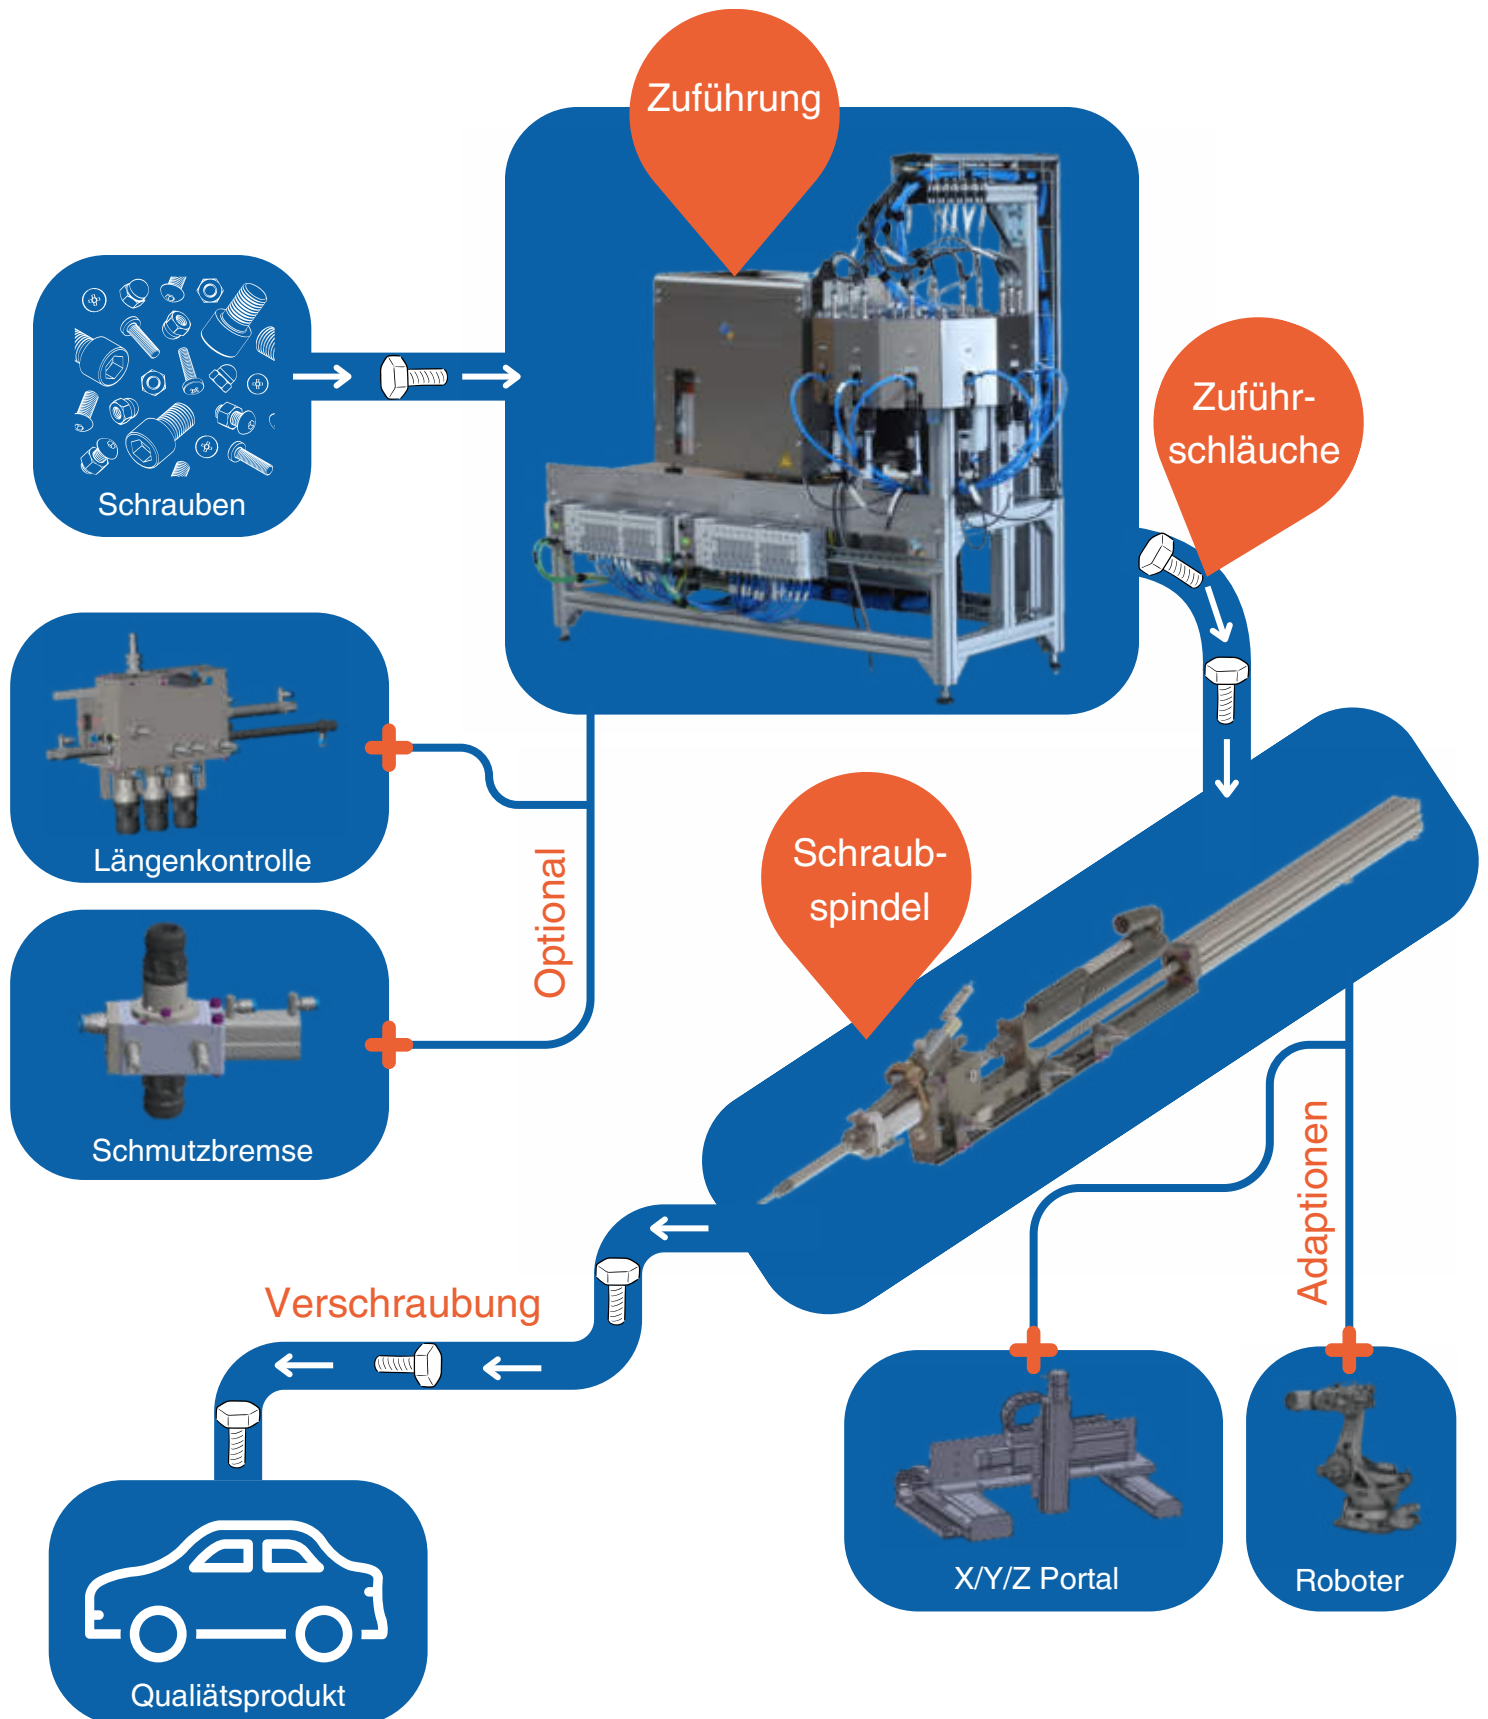 Zuführung
Schrauben
Zuführ-
schläuche
Längenkontrolle
Optional
Schmutzbremse
Schraub-
spindel
Adaptionen
Verschraubung
X/Y/Z Portal
Roboter
Qualiätsprodukt